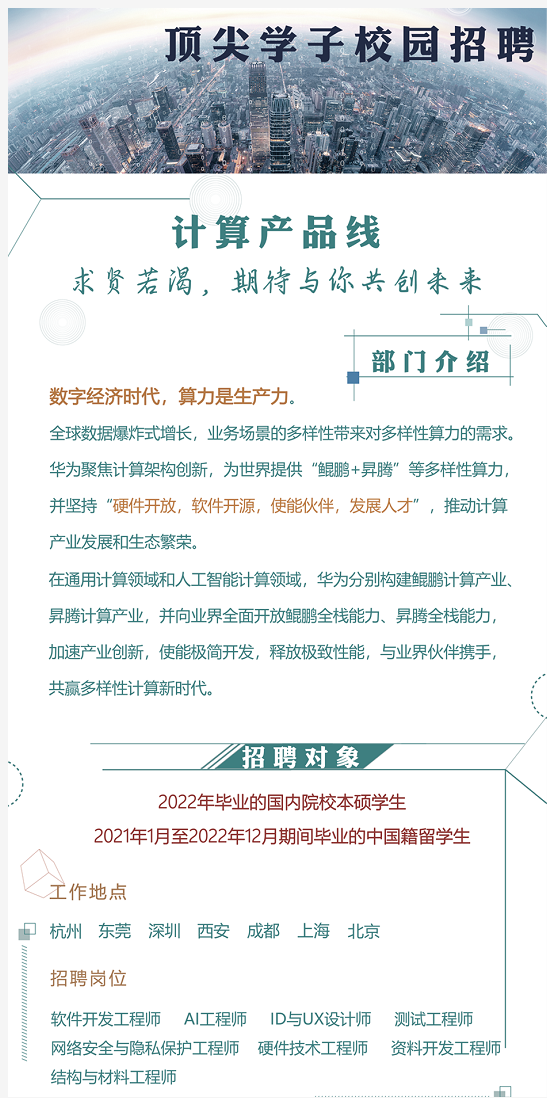 顶尖学子校园招聘
计算产品线
求贤若渴，期待与你共创未来
部门介绍
数字经济时代，算力是生产力。
全球数据爆炸式增长，业务场景的多样性带来对多样性算力的需求。
华为聚焦计算架构创新，为世界提供“鲲鹏+昇腾”等多样性算力，
并坚持“硬件开放，软件开源，使能伙伴，发展人才”，推动计算
产业发展和生态繁荣。
在通用计算领域和人工智能计算领域，华为分别构建鲲鹏计算产业、
昇腾计算产业，并向业界全面开放鲲鹏全栈能力、昇腾全栈能力，
加速产业创新，使能极简开发，释放极致性能，与业界伙伴携手，
共赢多样性计算新时代。
招聘对象
2022年毕业的国内院校本硕学生
2021年1月至2022年12月期间毕业的中国籍留学生
工作地点
杭州 东莞 深圳 西安 成都 上海 北京
招聘岗位
软件开发工程师 AI工程师 ID与UX设计师 测试工程师
网络安全与隐私保护工程师 硬件技术工程师 资料开发工程师
结构与材料工程师